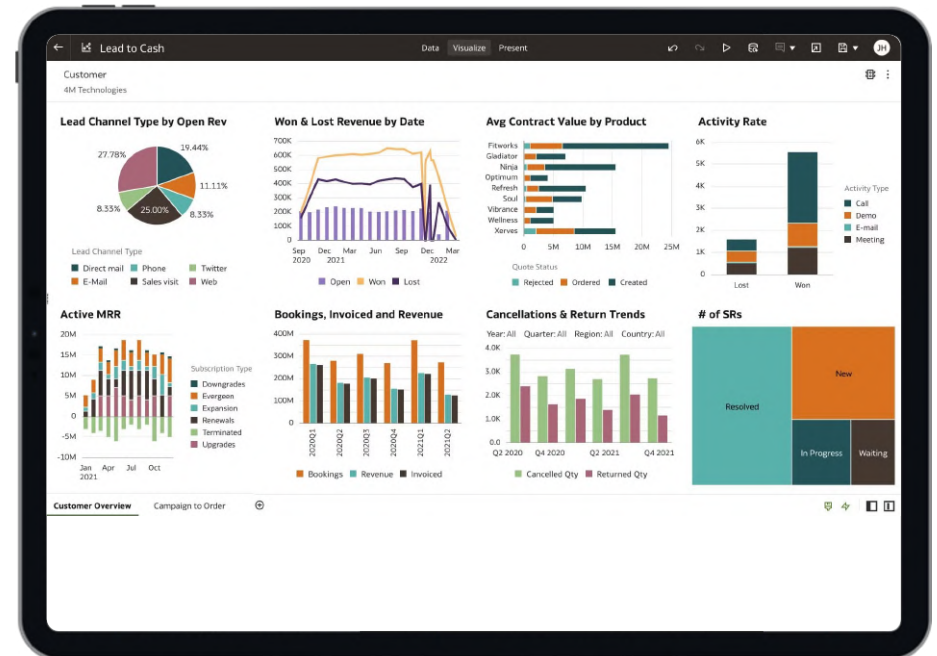 Lead to Cash
Data Visualize Present
JH
Customer
4M Technologies
Lead Channel Type by Open Rev
19.44%
27.78%
11.11%
8.33%
25.00%
8.33%
Lead Channel Type
Direct mail Phone Twitter
E-Mail Sales visit Web
Won & Lost Revenue by Date
700K
600K
500K
400K
300K
200K
100K
0
Sep Dec Mar Jun Sep Dec Mar
2020 2021 2022
Open Won Lost
Avg Contract Value by Product
Fitworks
Gladiator
Ninja
Optimum
Refresh
Soul
Vibrance
Wellness
Xerves
0 5M 10M 15M 20M 25M
Quote Status
Rejected Ordered Created
Activity Rate
6K
5K
4K
3K
2K
1K
0
Lost Won
Activity Type
Call
Demo
E-mail
Meeting
Active MRR
20M
15M
10M
5M
0
-5M
-10M
Jan Apr Jul Oct
2021
Subscription Type
Downgrades
Evergeen
Expansion
Renewals
Terminated
Upgrades
Bookings, Invoiced and Revenue
400M
300M
200M
100M
0
2020Q1
2020Q2
2020Q3
2020Q4
2021Q1
2021Q2
Bookings Revenue Invoiced
Cancellations & Return Trends
Year: All Quarter: All Region: All Country: All
4.0K
3.0K
2.0K
1.0K
0.0
Q2 2020 Q4 2020 Q2 2021 Q4 2021
Cancelled Qty Returned Qty
# of SRs
Resolved
New
In Progress
Waiting
Customer Overview Campaign to Order